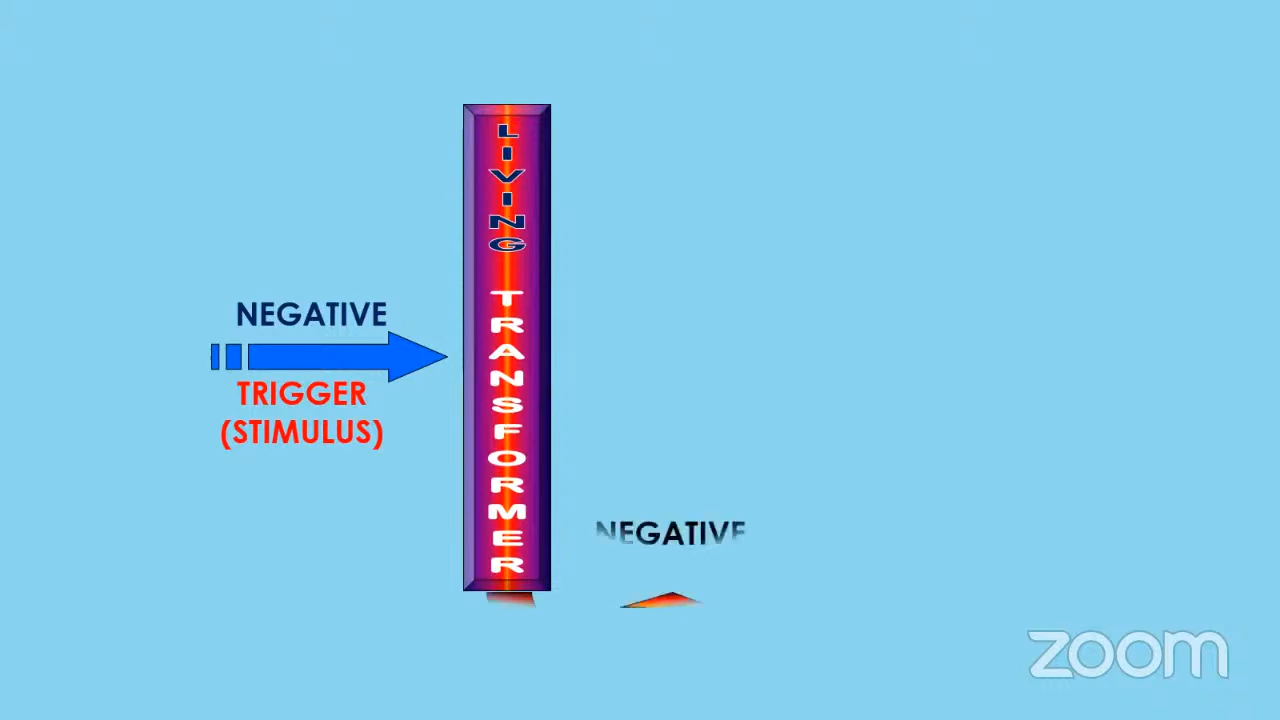 LIVING TRANSFORMER
NEGATIVE
TRIGGER
(STIMULUS)
NEGATIVE
zoom